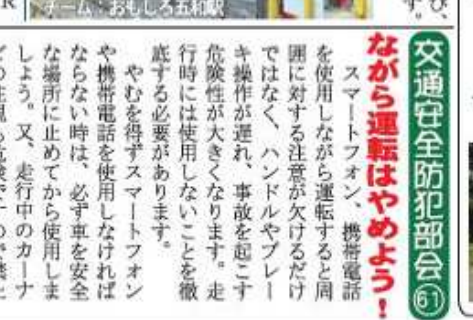 チーム・おもしろ五和駅
び、
す。
交通安全防犯部会61
ながら運転はやめよう!
スマートフォン、携帯電話
を使用しながら運転すると周
囲に対する注意が欠けるだけ
ではなく、ハンドルやブレー
キ操作が遅れ、事故を起こす
危険性が大きくなります。走
行時には使用しないことを徹
底する必要があります。
やむを得ずスマートフォン
や携帯電話を使用しなければ
ならない時は、必ず車を安全
な場所に止めてから使用しま
しょう。又、走行中のカーナ